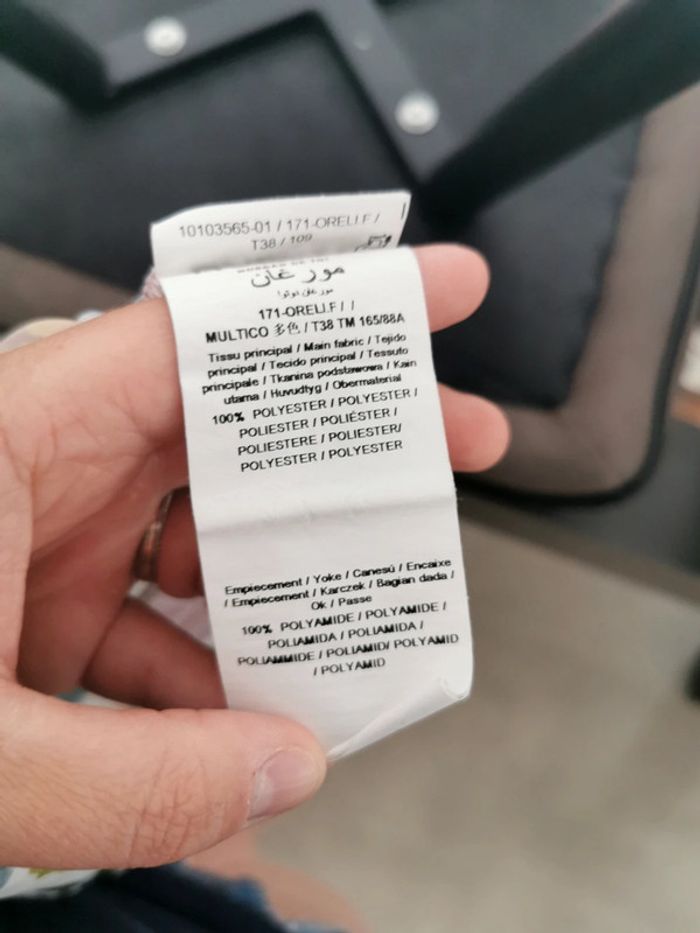 10103565-01 / 171-ORELI.F /
T38 / 109
مورغان
171-ORELI.F / /
MULTICO 多色 / T38 TM 165/88A
Tissu principal / Main fabric / Tejido
principal / Tecido principal / Tessuto
principale / Tkanina podstawowa / Kain
utama / Huvudtyg / Obermaterial
100% POLYESTER / POLYESTER /
POLIESTER / POLIÉSTER /
POLIESTERE / POLIESTER/
POLYESTER / POLYESTER
Empiecement / Yoke / Canesú / Encaixe
/ Empiecement / Karczek / Bagian dada /
Ok / Passe
100% POLYAMIDE / POLYAMIDE /
POLIAMIDA / POLIAMIDA /
POLIAMMIDE / POLIAMID/ POLYAMID
/ POLYAMID